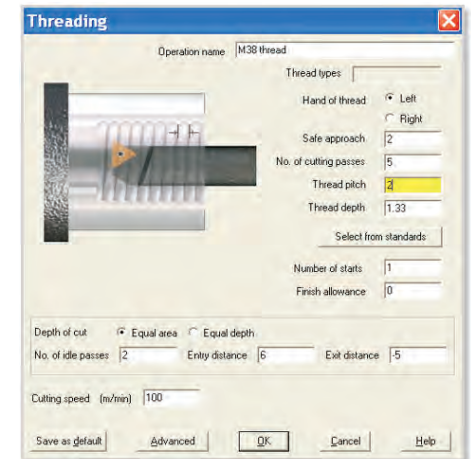 Threading
Operation name M38 thread
Thread types
Hand of thread Left
Right
Safe approach 2
No. of cutting passes 5
Thread pitch 2
Thread depth 1.33
Select from standards
Number of starts 1
Finish allowance 0
Depth of cut Equal area Equal depth
No. of idle passes 2 Entry distance 6 Exit distance -5
Cutting speed (m/min) 100
Save as default Advanced OK Cancel Help